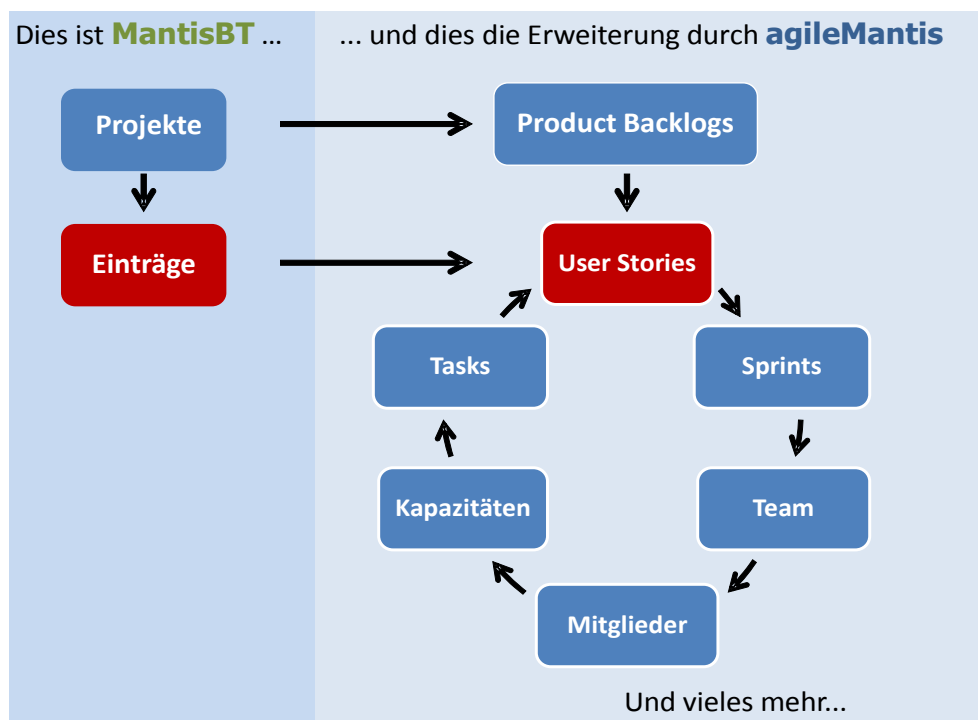 Dies ist MantisBT ...
... und dies die Erweiterung durch agileMantis
Projekte
Product Backlogs
Einträge
User Stories
Tasks
Sprints
Kapazitäten
Team
Mitglieder
Und vieles mehr...